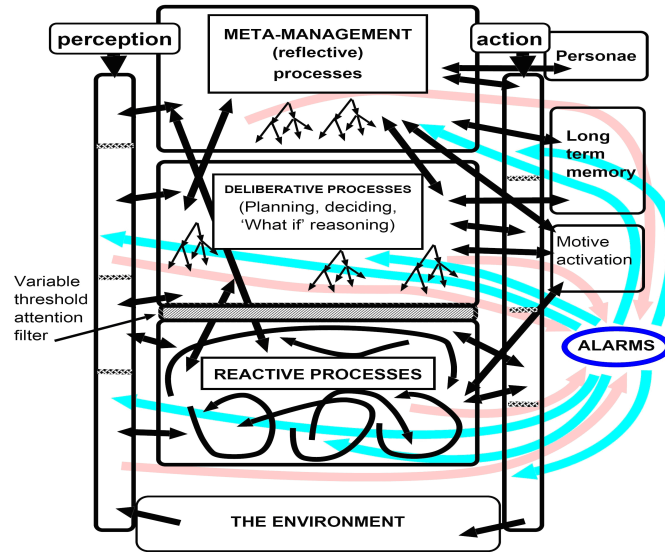 perception
META-MANAGEMENT
(reflective)
processes
action
Personae
Long
term
memory
DELIBERATIVE PROCESSES
(Planning, deciding,
‘What if’ reasoning)
Motive
activation
Variable
threshold
attention
filter
ALARMS
REACTIVE PROCESSES
THE ENVIRONMENT